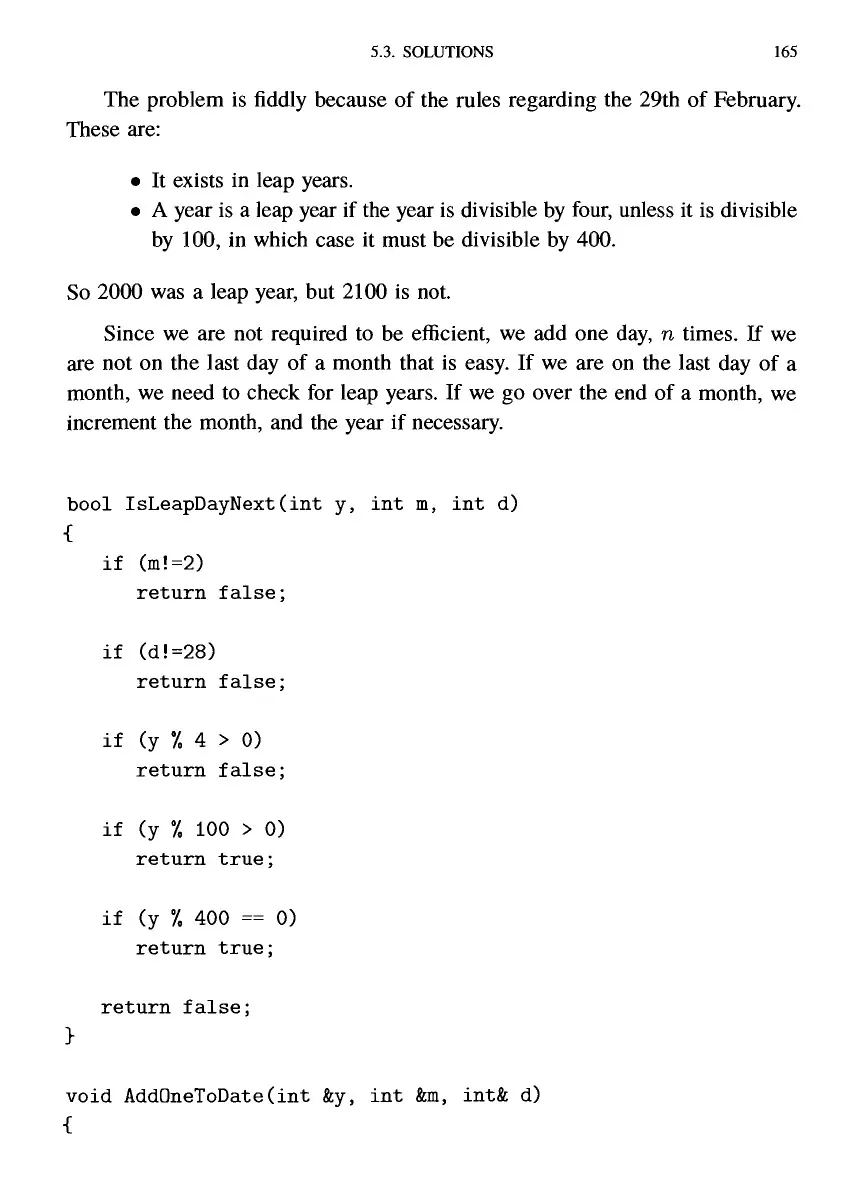 5.3. SOLUTIONS 165
The problem is fiddly because of the rules regarding the 29th of February.
These are:
• It exists in leap years.
• A year is a leap year if the year is divisible by four, unless it is divisible
by 100, in which case it must be divisible by 400.
So 2000 was a leap year, but 2100 is not.
Since we are not required to be efficient, we add one day, n times. If we
are not on the last day of a month that is easy. If we are on the last day of a
month, we need to check for leap years. If we go over the end of a month, we
increment the month, and the year if necessary.
bool IsLeapDayNext(int y, int m, int d)
{
if (m!=2)
return false;
if (d!=28)
return false;
if (y % 4 > 0)
return false;
if (y % 100 > 0)
return true;
if (y % 400 == 0)
return true;
return false;
}
void AddOneToDate(int &y, int &m, int& d)
{